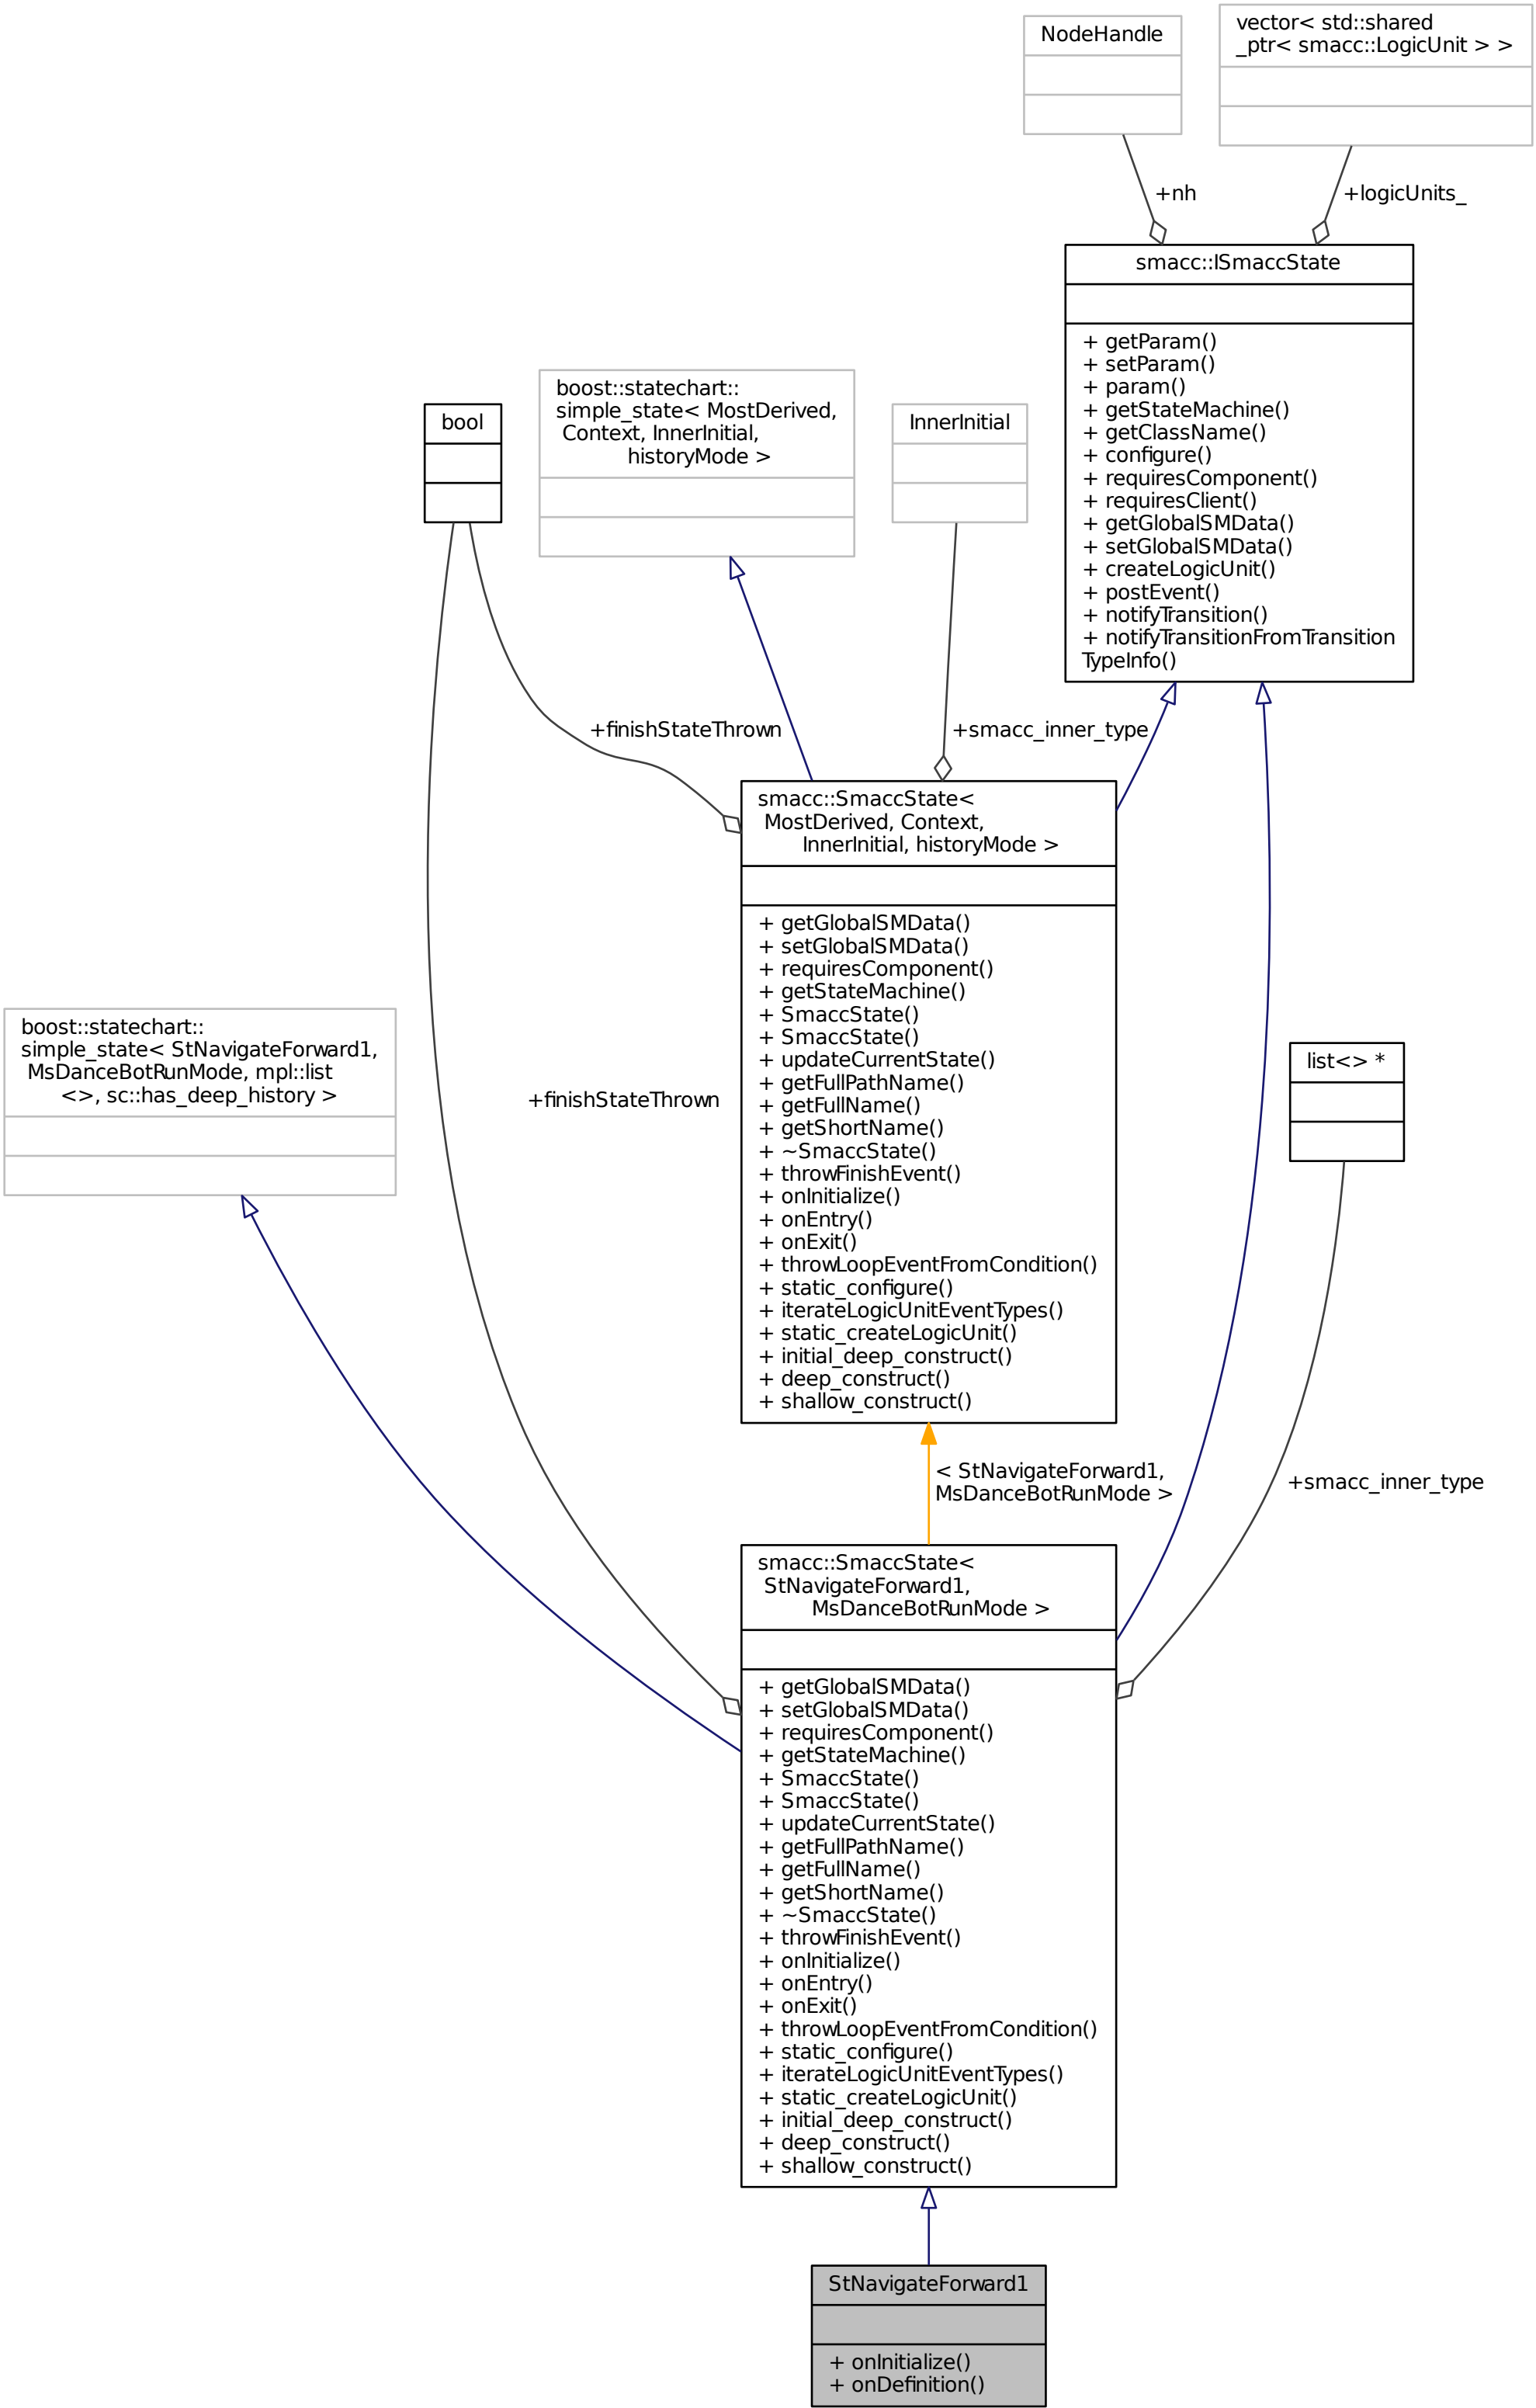 NodeHandle
vector< std::shared
_ptr< smacc::LogicUnit > >
+nh
+logicUnits_
smacc::ISmaccState
+ getParam()
+ setParam()
+ param()
+ getStateMachine()
+ getClassName()
+ configure()
+ requiresComponent()
+ requiresClient()
+ getGlobalSMData()
+ setGlobalSMData()
+ createLogicUnit()
+ postEvent()
+ notifyTransition()
+ notifyTransitionFromTransition
TypeInfo()
bool
boost::statechart::
simple_state< MostDerived,
Context, InnerInitial,
historyMode >
InnerInitial
+finishStateThrown
+smacc_inner_type
smacc::SmaccState<
MostDerived, Context,
InnerInitial, historyMode >
+ getGlobalSMData()
+ setGlobalSMData()
+ requiresComponent()
+ getStateMachine()
+ SmaccState()
+ SmaccState()
+ updateCurrentState()
+ getFullPathName()
+ getFullName()
+ getShortName()
+ ~SmaccState()
+ throwFinishEvent()
+ onInitialize()
+ onEntry()
+ onExit()
+ throwLoopEventFromCondition()
+ static_configure()
+ iterateLogicUnitEventTypes()
+ static_createLogicUnit()
+ initial_deep_construct()
+ deep_construct()
+ shallow_construct()
boost::statechart::
simple_state< StNavigateForward1,
MsDanceBotRunMode, mpl::list
<>, sc::has_deep_history >
+finishStateThrown
list<> *
< StNavigateForward1,
MsDanceBotRunMode >
+smacc_inner_type
smacc::SmaccState<
StNavigateForward1,
MsDanceBotRunMode >
+ getGlobalSMData()
+ setGlobalSMData()
+ requiresComponent()
+ getStateMachine()
+ SmaccState()
+ SmaccState()
+ updateCurrentState()
+ getFullPathName()
+ getFullName()
+ getShortName()
+ ~SmaccState()
+ throwFinishEvent()
+ onInitialize()
+ onEntry()
+ onExit()
+ throwLoopEventFromCondition()
+ static_configure()
+ iterateLogicUnitEventTypes()
+ static_createLogicUnit()
+ initial_deep_construct()
+ deep_construct()
+ shallow_construct()
StNavigateForward1
+ onInitialize()
+ onDefinition()